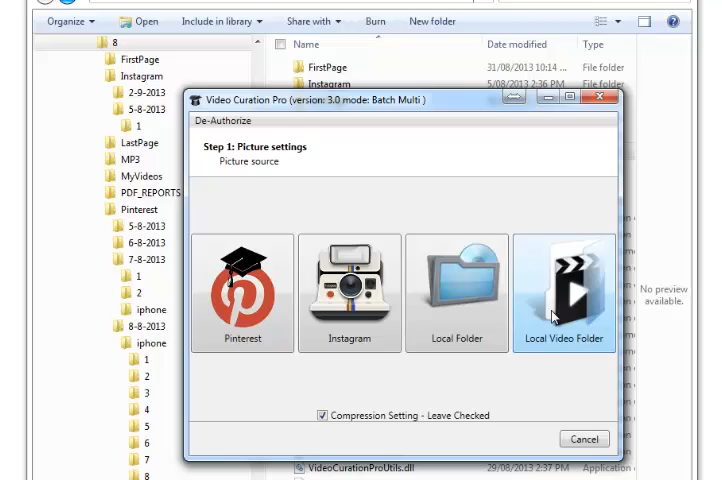 Organize
Open
Include in library
Share with
Burn
New folder
8
FirstPage
Instagram
2-9-2013
5-8-2013
1
LastPage
MP3
MyVideos
PDF_REPORTS
Pinterest
5-8-2013
6-8-2013
7-8-2013
1
2
iphone
8-8-2013
iphone
1
2
3
4
5
6
7
8
Name
Date modified
Type
FirstPage
31/08/2013 10:14 ...
File folder
Instagram
5/08/2013 2:36 PM
File folder
Video Curation Pro (version: 3.0 mode: Batch Multi )
De-Authorize
Step 1: Picture settings
Picture source
Pinterest
Instagram
Local Folder
Local Video Folder
Compression Setting - Leave Checked
Cancel
No preview
available.
VideoCurationProUtils.dll
29/08/2013 2:37 PM
Application